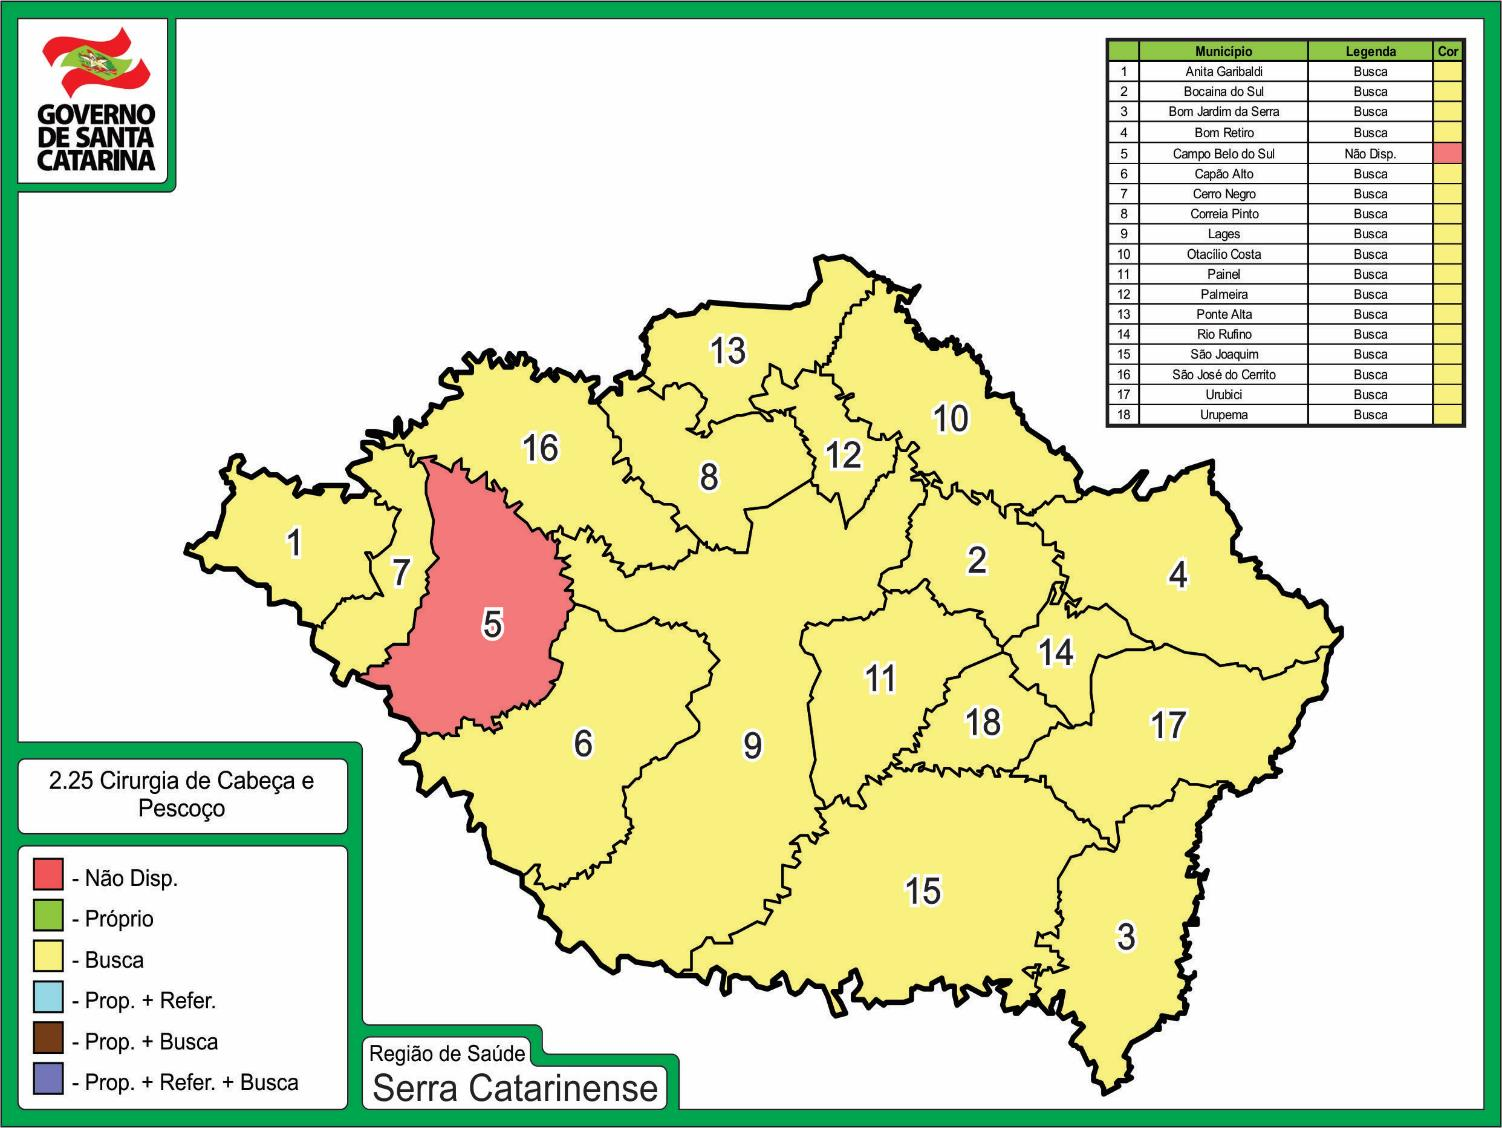 GOVERNO
DE SANTA
CATARINA
Município Legenda Cor
1 Anita Garibaldi Busca
2 Bocaina do Sul Busca
3 Bom Jardim da Serra Busca
4 Bom Retiro Busca
5 Campo Belo do Sul Não Disp.
6 Capão Alto Busca
7 Cerro Negro Busca
8 Correia Pinto Busca
9 Lages Busca
10 Otacílio Costa Busca
11 Painel Busca
12 Palmeira Busca
13 Ponte Alta Busca
14 Rio Rufino Busca
15 São Joaquim Busca
16 São José do Cerrito Busca
17 Urubici Busca
18 Urupema Busca
13
10
16
12
8
1
2
7
4
5
14
11
18
17
6
9
15
3
2.25 Cirurgia de Cabeça e
Pescoço
- Não Disp.
- Próprio
- Busca
- Prop. + Refer.
- Prop. + Busca
- Prop. + Refer. + Busca
Região de Saúde
Serra Catarinense